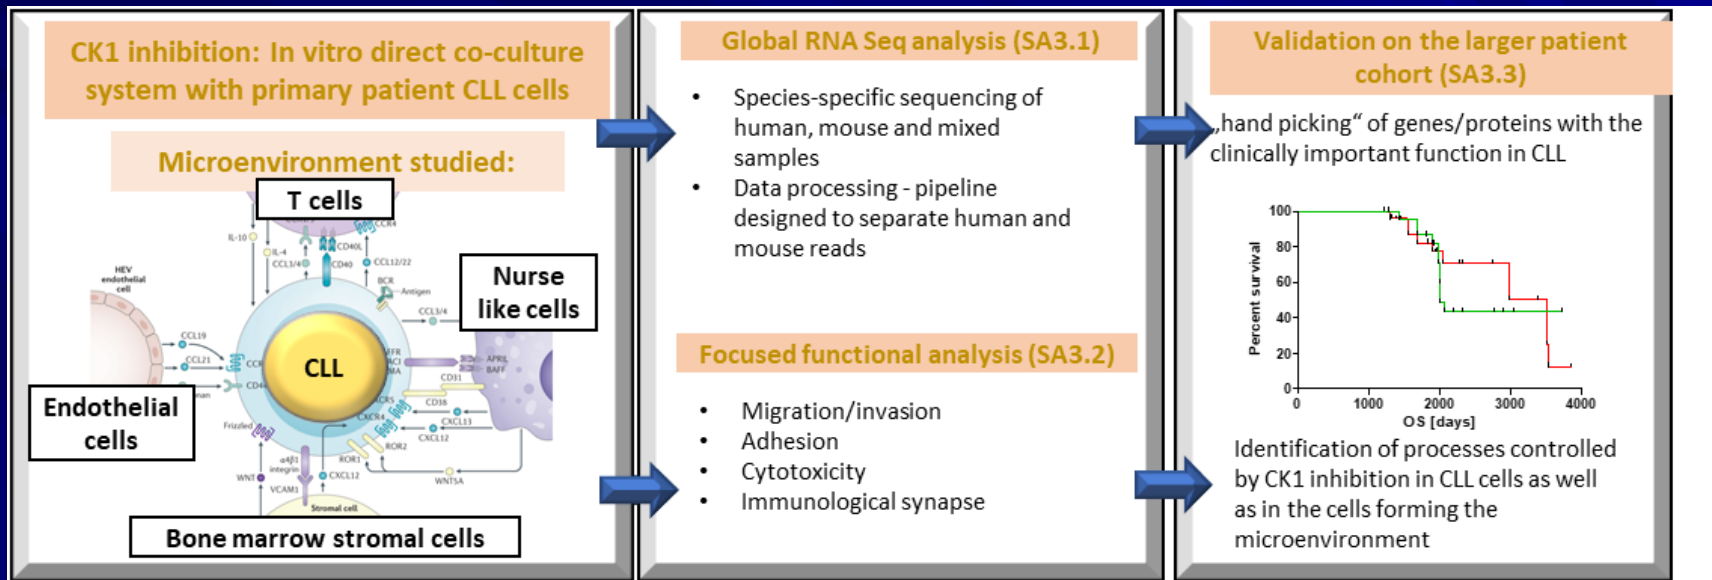 CK1 inhibition: In vitro direct co-culture
system with primary patient CLL cells
Microenvironment studied:
T cells
CCR4
IL-10
IL-4
CD40L
CCL3/4
CD40
CCL12/22
HEV
endothelial
cell
BCR
Antigen
Nurse
like cells
CCL3/4
CCL19
CCL21
CCR
CD44
CLL
APRIL
BAFF
CD31
CD38
Endothelial
cells
CXCR4
CXCL13
CXCL12
Frizzled
ROR2
ROR1
α4β1
integrin
CXCL12
WNT5A
WNT
VCAM1
Stromal cell
Bone marrow stromal cells
Global RNA Seq analysis (SA3.1)
• Species-specific sequencing of
human, mouse and mixed
samples
• Data processing - pipeline
designed to separate human and
mouse reads
Focused functional analysis (SA3.2)
• Migration/invasion
• Adhesion
• Cytotoxicity
• Immunological synapse
Validation on the larger patient
cohort (SA3.3)
„hand picking“ of genes/proteins with the
clinically important function in CLL
Percent survival
100
80
60
40
20
0
0 1000 2000 3000 4000
OS [days]
Identification of processes controlled
by CK1 inhibition in CLL cells as well
as in the cells forming the
microenvironment